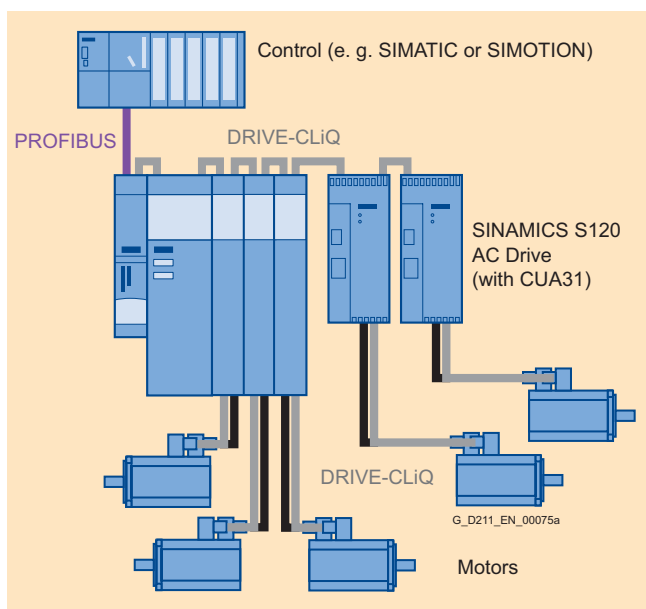 Control (e. g. SIMATIC or SIMOTION)
PROFIBUS
DRIVE-CLiQ
SINAMICS S120
AC Drive
(with CUA31)
DRIVE-CLiQ
G_D211_EN_00075a
Motors